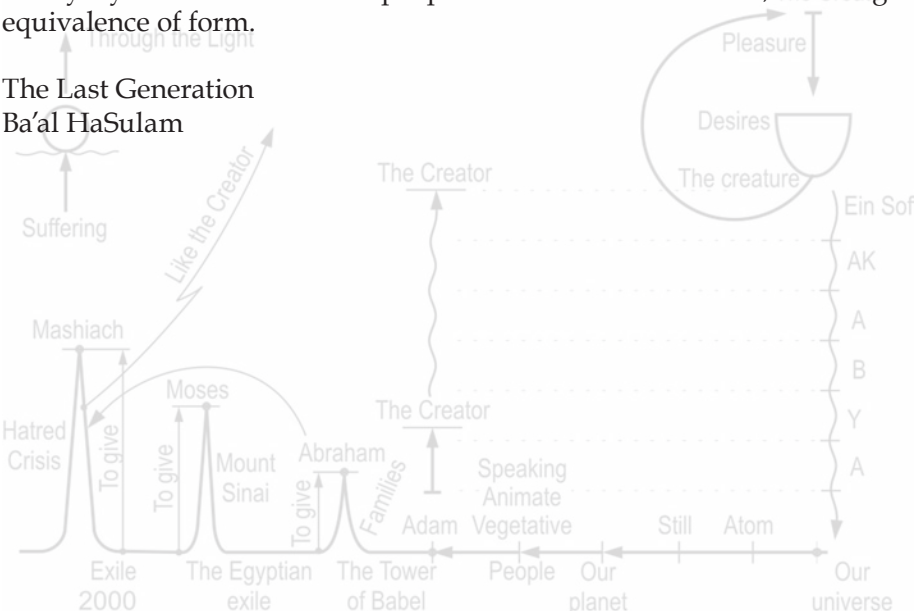 equivalence of form.
Through the Light
The Last Generation
Ba'al HaSulam
Pleasure
Desires
The creature
The Creator
Ein Sof
AK
A
B
Y
A
Suffering
Like the Creator
Mashiach
Moses
The Creator
Hatred
Crisis
To give
To give
Mount
Sinai
Abraham
To give
Families
Adam
Speaking
Animate
Vegetative
Still
Atom
Exile
2000
The Egyptian
exile
The Tower
of Babel
People
Our
planet
Our
universe